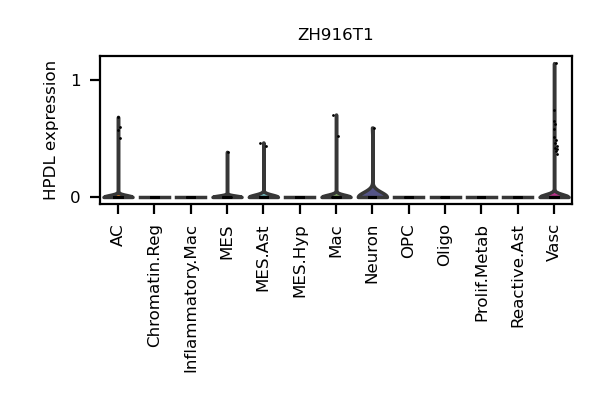 ZH916T1
HPDL expression
1
0
AC
Chromatin.Reg
Inflammatory.Mac
MES
MES.Ast
MES.Hyp
Mac
Neuron
OPC
Oligo
Prolif.Metab
Reactive.Ast
Vasc